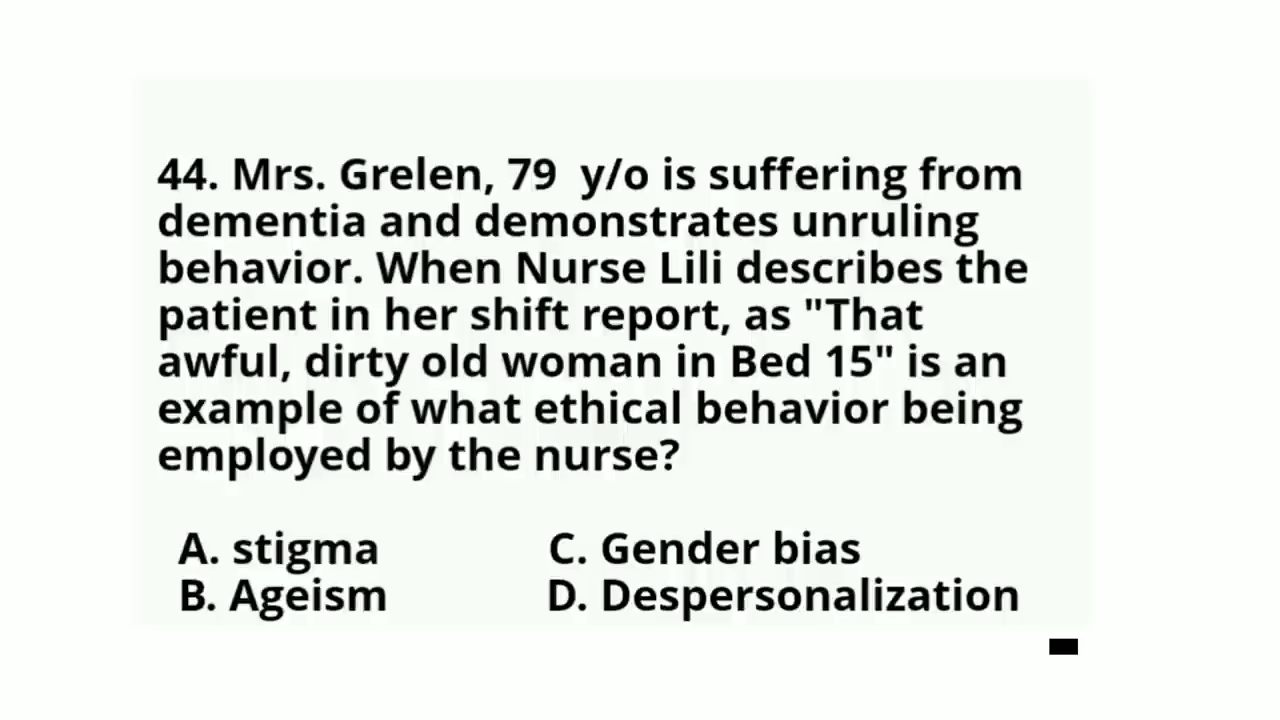 44. Mrs. Grelen, 79 y/o is suffering from
dementia and demonstrates unruling
behavior. When Nurse Lili describes the
patient in her shift report, as "That
awful, dirty old woman in Bed 15" is an
example of what ethical behavior being
employed by the nurse?
A. stigma
B. Ageism
C. Gender bias
D. Despersonalization